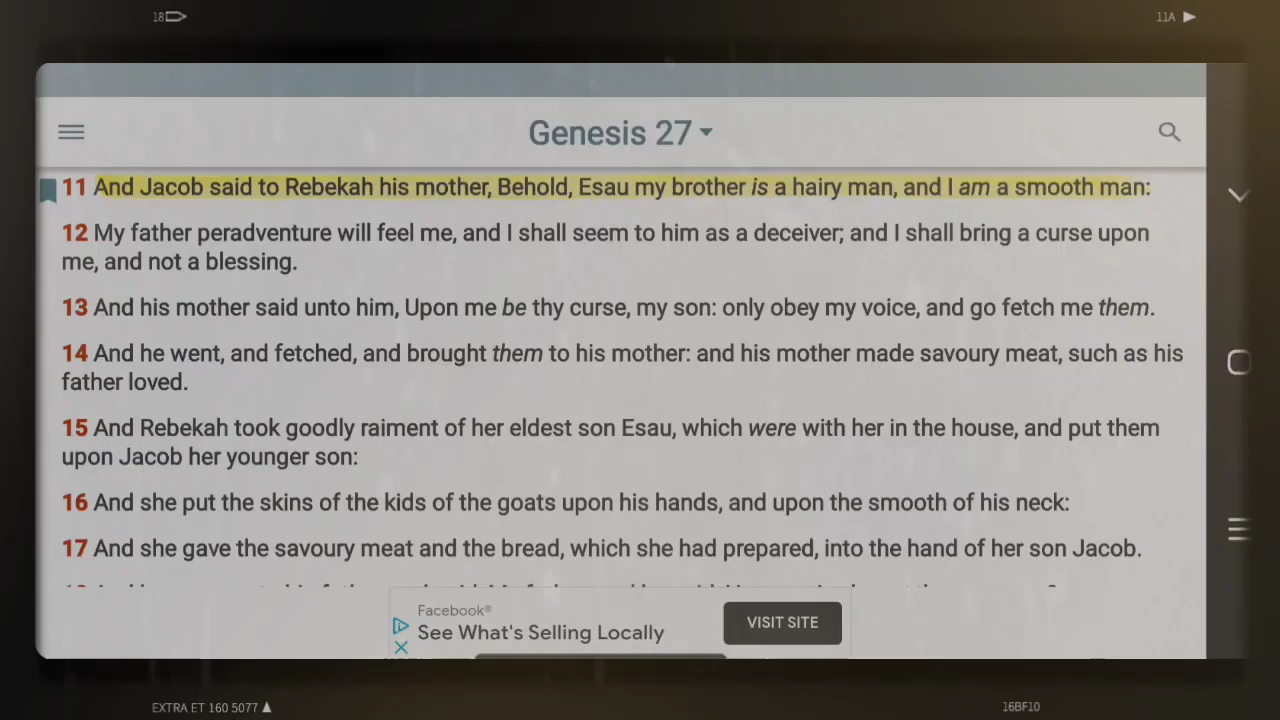 18
11A
Genesis 27
11 And Jacob said to Rebekah his mother, Behold, Esau my brother is a hairy man, and I am a smooth man:
12 My father peradventure will feel me, and I shall seem to him as a deceiver; and I shall bring a curse upon
me, and not a blessing.
13 And his mother said unto him, Upon me be thy curse, my son: only obey my voice, and go fetch me them.
14 And he went, and fetched, and brought them to his mother: and his mother made savoury meat, such as his
father loved.
15 And Rebekah took goodly raiment of her eldest son Esau, which were with her in the house, and put them
upon Jacob her younger son:
16 And she put the skins of the kids of the goats upon his hands, and upon the smooth of his neck:
17 And she gave the savoury meat and the bread, which she had prepared, into the hand of her son Jacob.
Facebook®
See What's Selling Locally
VISIT SITE
EXTRA ET 160 5077
16BF10